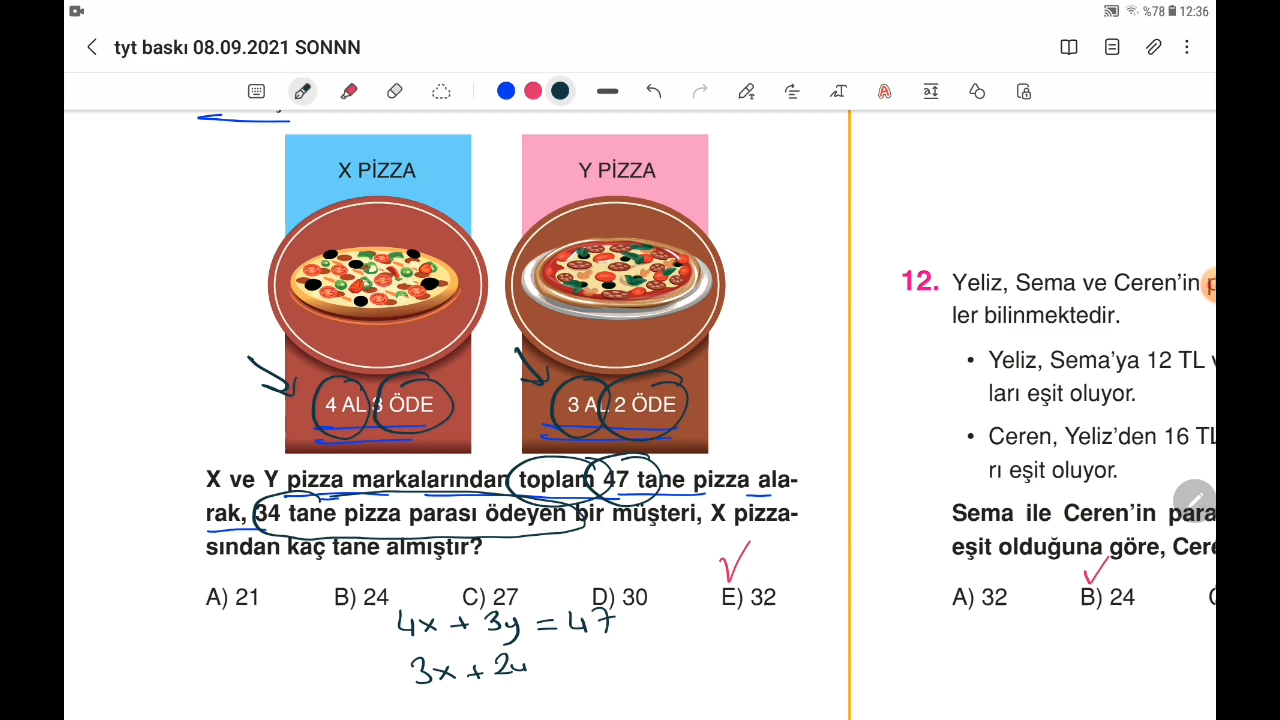 %78 12:36
tyt baskı 08.09.2021 SONNN
X PİZZA
Y PİZZA
4 AL 3 ÖDE
3 AL 2 ÖDE
X ve Y pizza markalarından toplam 47 tane pizza ala-
rak, 34 tane pizza parası ödeyen bir müşteri, X pizza-
sından kaç tane almıştır?
A) 21 B) 24 C) 27 D) 30 E) 32
4x + 3y = 47
3x + 2y
12. Yeliz, Sema ve Ceren'in p
ler bilinmektedir.
• Yeliz, Sema'ya 12 TL v
ları eşit oluyor.
• Ceren, Yeliz'den 16 TL
rı eşit oluyor.
Sema ile Ceren'in para
eşit olduğuna göre, Cere
A) 32 B) 24